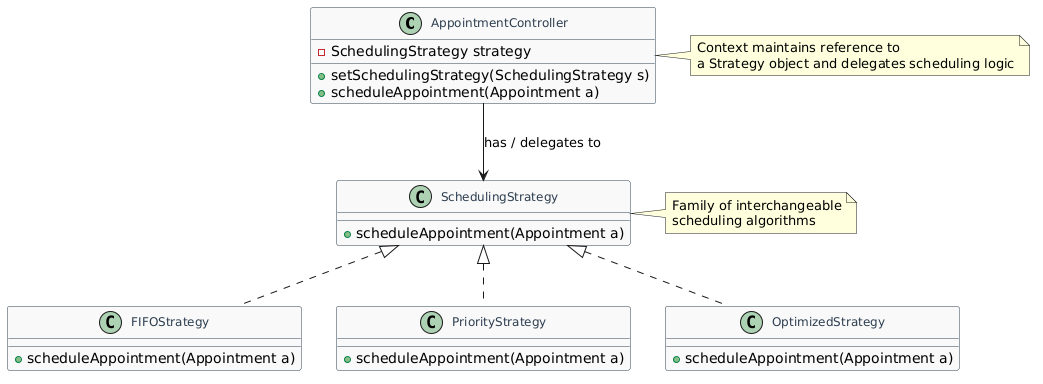 AppointmentController
SchedulingStrategy strategy
setSchedulingStrategy(SchedulingStrategy s)
scheduleAppointment(Appointment a)
Context maintains reference to
a Strategy object and delegates scheduling logic
has / delegates to
SchedulingStrategy
scheduleAppointment(Appointment a)
Family of interchangeable
scheduling algorithms
FIFOStrategy
scheduleAppointment(Appointment a)
PriorityStrategy
scheduleAppointment(Appointment a)
OptimizedStrategy
scheduleAppointment(Appointment a)